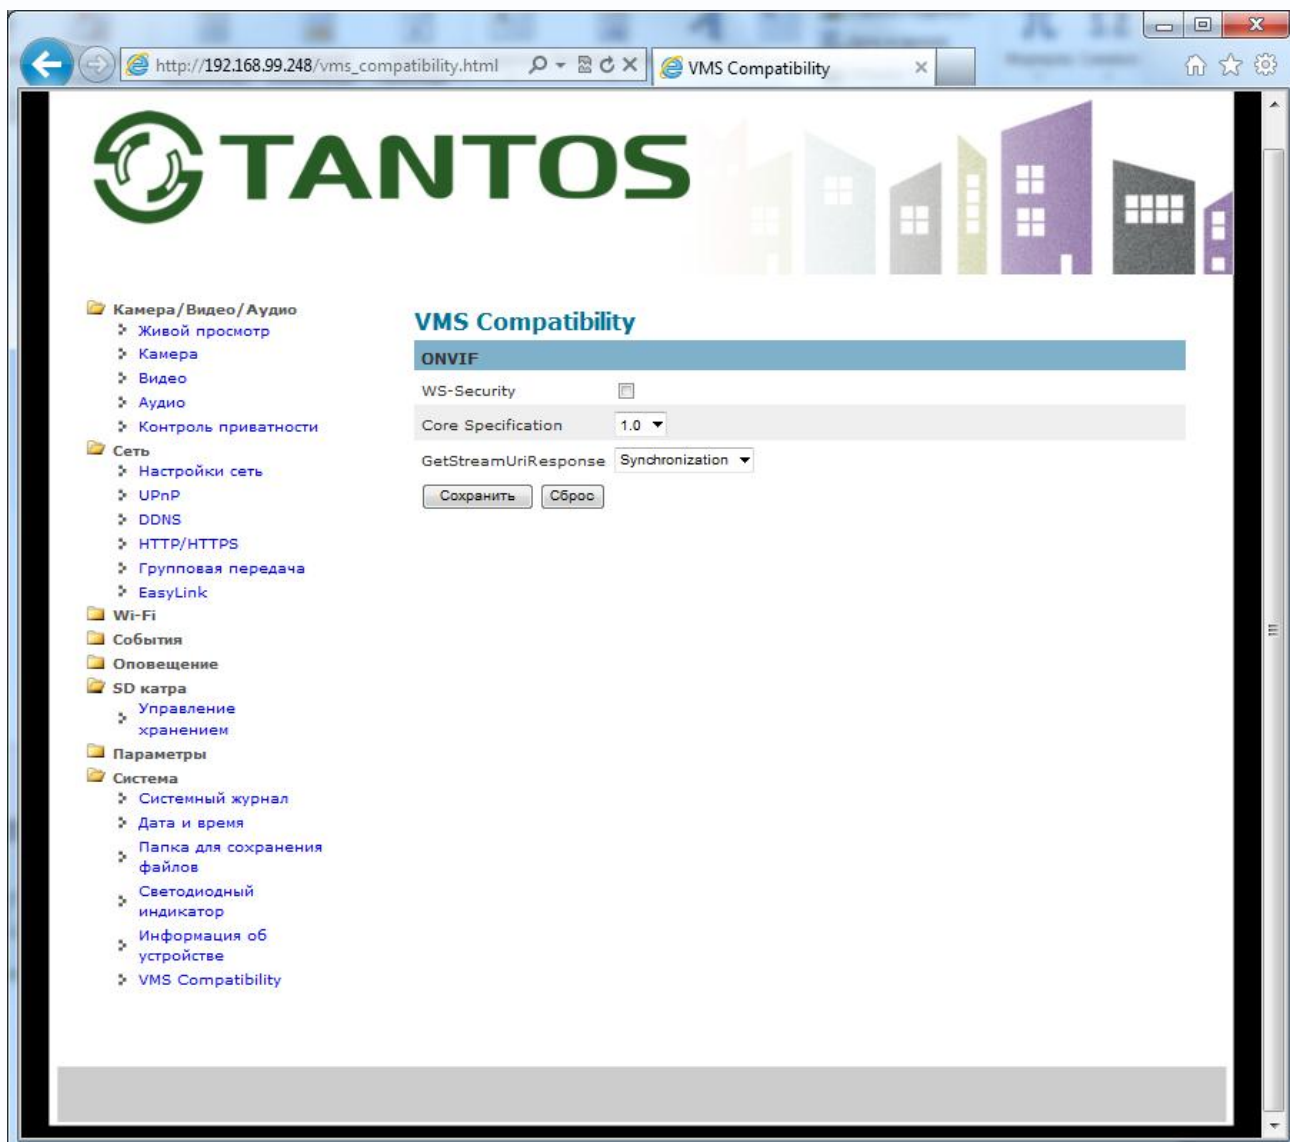 http://192.168.99.248/vms_compatibility.html
VMS Compatibility
TANTOS
Камера/Видео/Аудио
Живой просмотр
Камера
Видео
Аудио
Контроль приватности
Сеть
Настройки сеть
UPnP
DDNS
HTTP/HTTPS
Групповая передача
EasyLink
Wi-Fi
События
Оповещение
SD катра
Управление
хранением
Параметры
Система
Системный журнал
Дата и время
Папка для сохранения
файлов
Светодиодный
индикатор
Информация об
устройстве
VMS Compatibility
VMS Compatibility
ONVIF
WS-Security
Core Specification 1.0
GetStreamUriResponse Synchronization
Сохранить Сброс